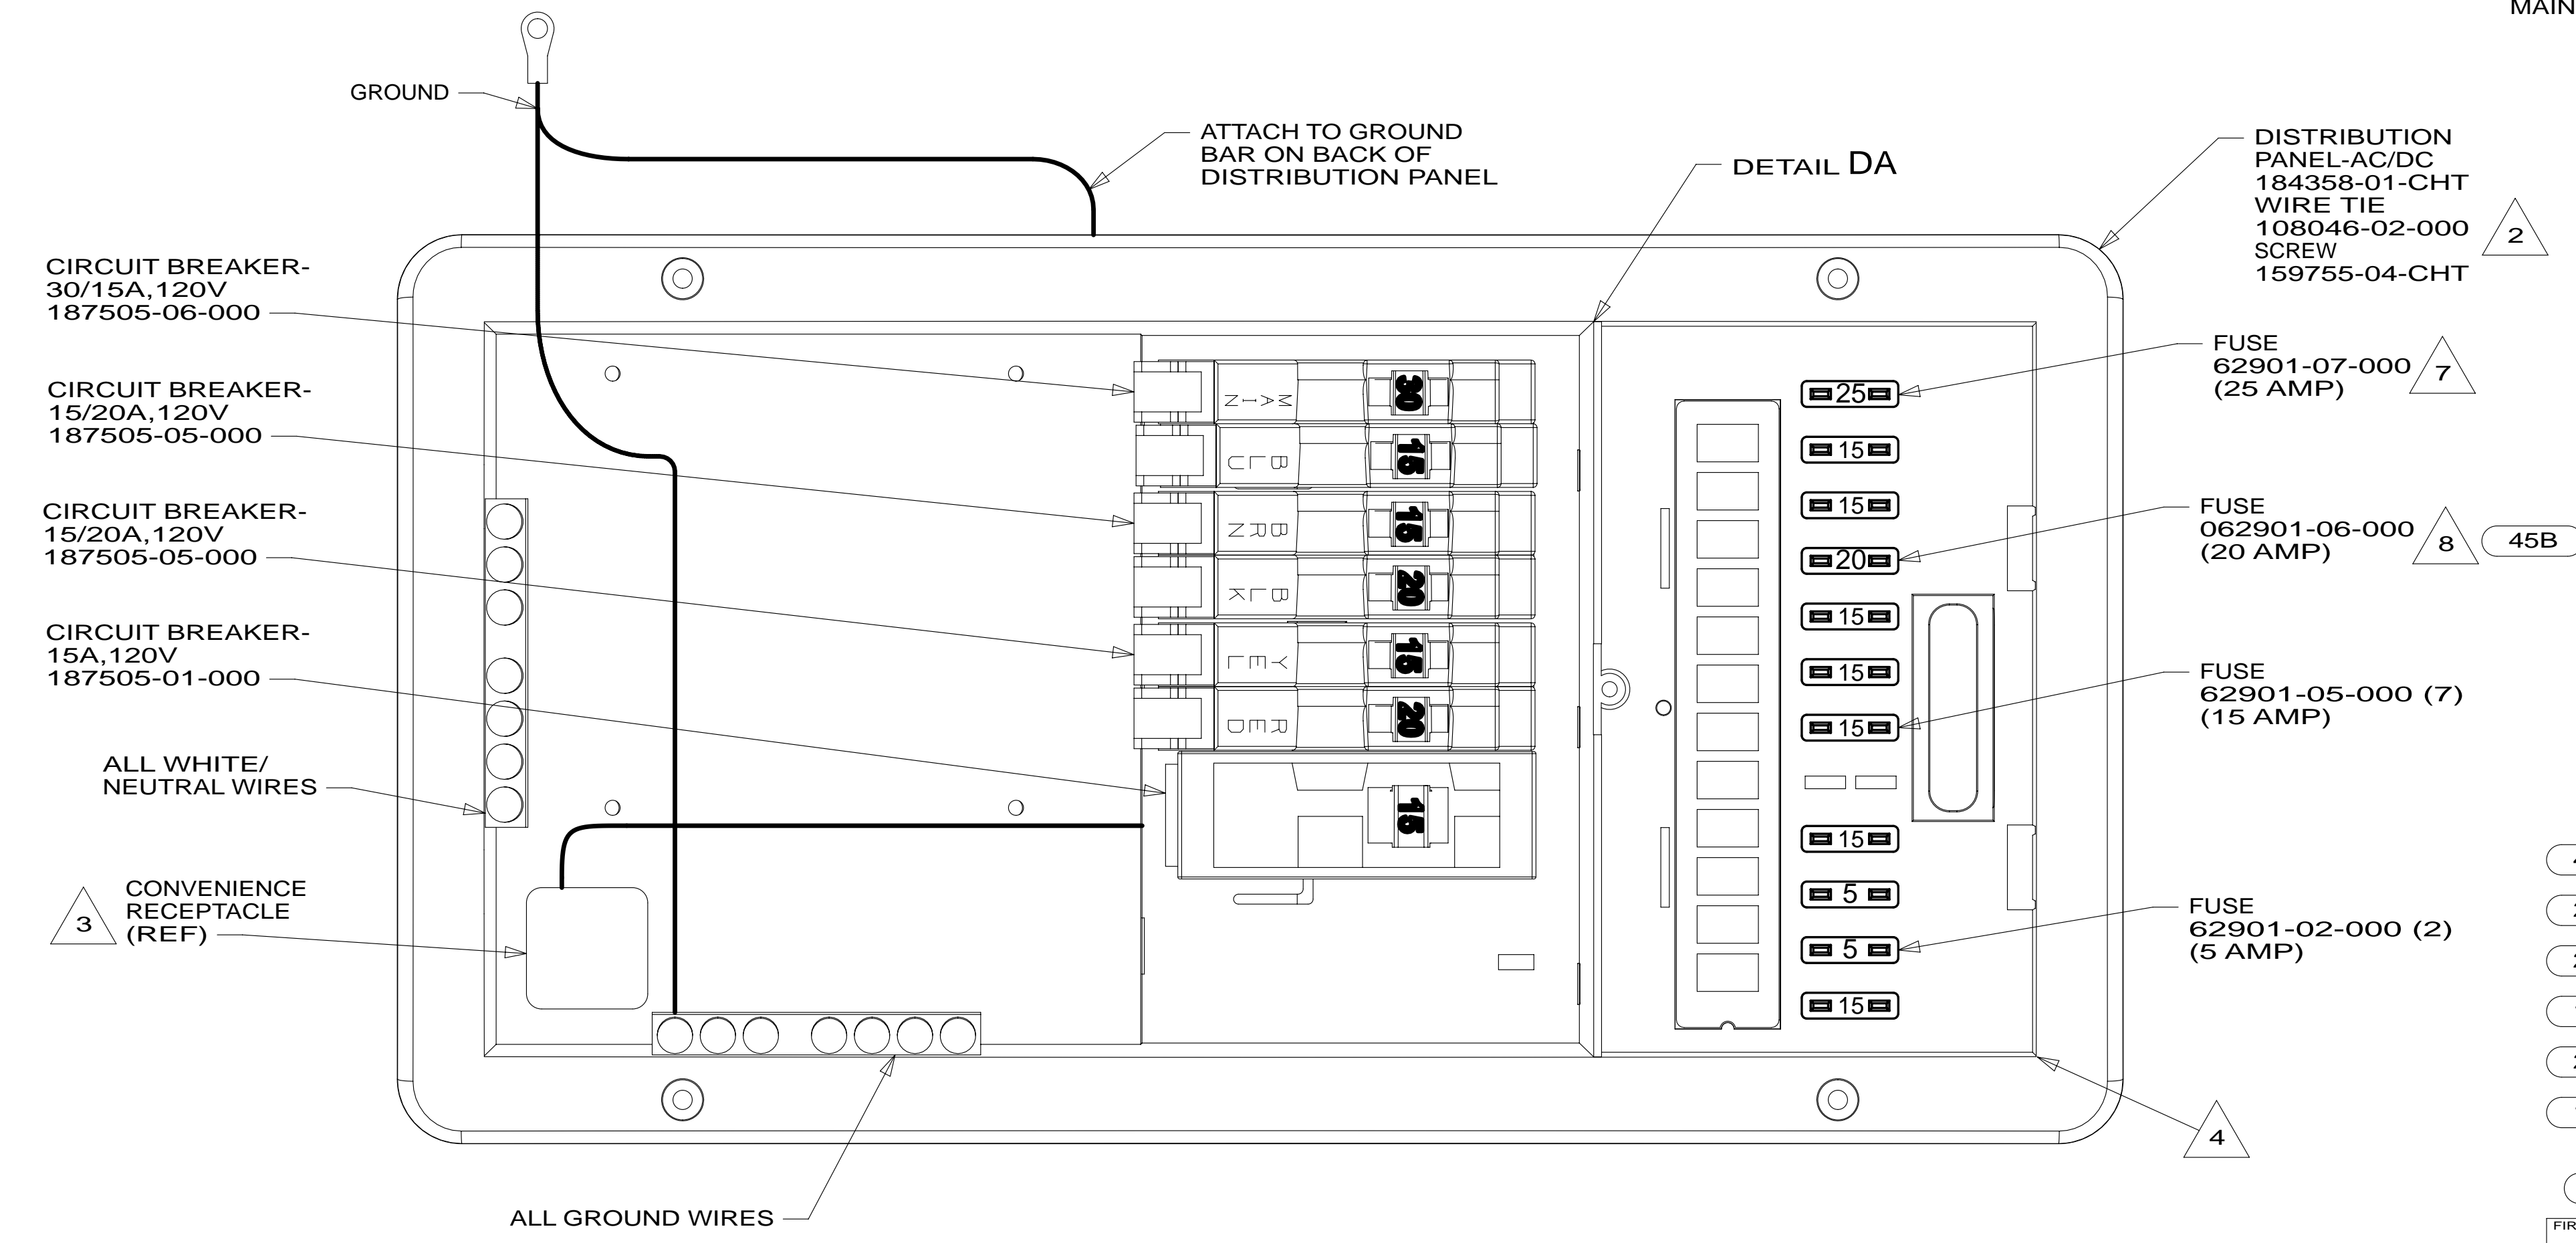 MAIN
GROUND
ATTACH TO GROUND
BAR ON BACK OF
DISTRIBUTION PANEL
DETAIL DA
DISTRIBUTION
PANEL-AC/DC
184358-01-CHT
WIRE TIE
108046-02-000
SCREW
159755-04-CHT
2
CIRCUIT BREAKER-
30/15A,120V
187505-06-000
CIRCUIT BREAKER-
15/20A,120V
187505-05-000
CIRCUIT BREAKER-
15/20A,120V
187505-05-000
CIRCUIT BREAKER-
15A,120V
187505-01-000
ALL WHITE/
NEUTRAL WIRES
3
CONVENIENCE
RECEPTACLE
(REF)
MAIN
30
BLU
15
BRN
15
BLK
20
YEL
15
RED
20
15
25
15
15
20
15
15
15
15
5
5
15
FUSE
62901-07-000
(25 AMP)
7
FUSE
062901-06-000
(20 AMP)
8
45B
FUSE
62901-05-000 (7)
(15 AMP)
FUSE
62901-02-000 (2)
(5 AMP)
4
ALL GROUND WIRES
FIR